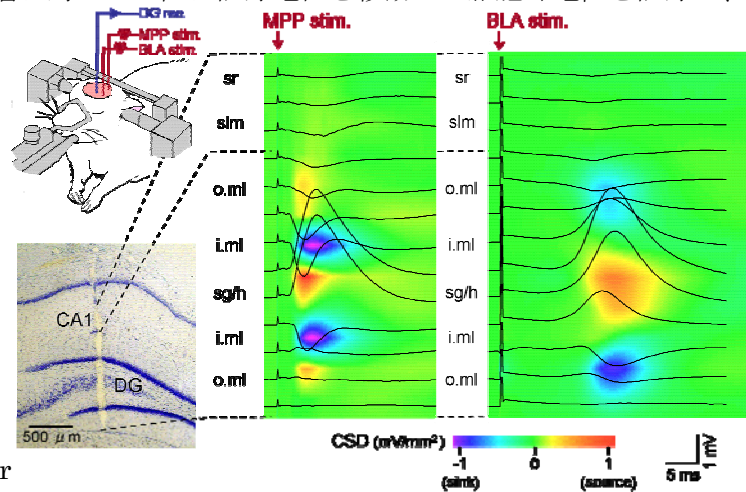 DG rec.
MPP stim.
BLA stim.
MPP stim.
BLA stim.
sr
slm
o.ml
i.ml
sg/h
i.ml
o.ml
sr
slm
o.ml
i.ml
sg/h
i.ml
o.ml
CA1
DG
500 μm
CSD (mV/mm²)
-1
(sink)
0
1
(source)
1 mV
5 ms
r